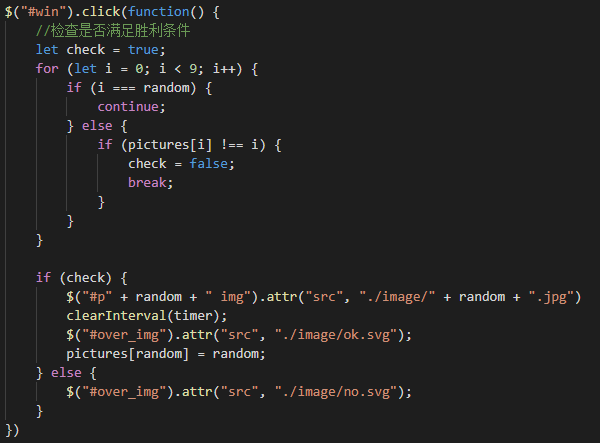 $("#win").click(function() {
    //检查是否满足胜利条件
    let check = true;
    for (let i = 0; i < 9; i++) {
        if (i === random) {
            continue;
        } else {
            if (pictures[i] !== i) {
                check = false;
                break;
            }
        }
    }

    if (check) {
        $("#p" + random + " img").attr("src", "./image/" + random + ".jpg")
        clearInterval(timer);
        $("#over_img").attr("src", "./image/ok.svg");
        pictures[random] = random;
    } else {
        $("#over_img").attr("src", "./image/no.svg");
    }
})